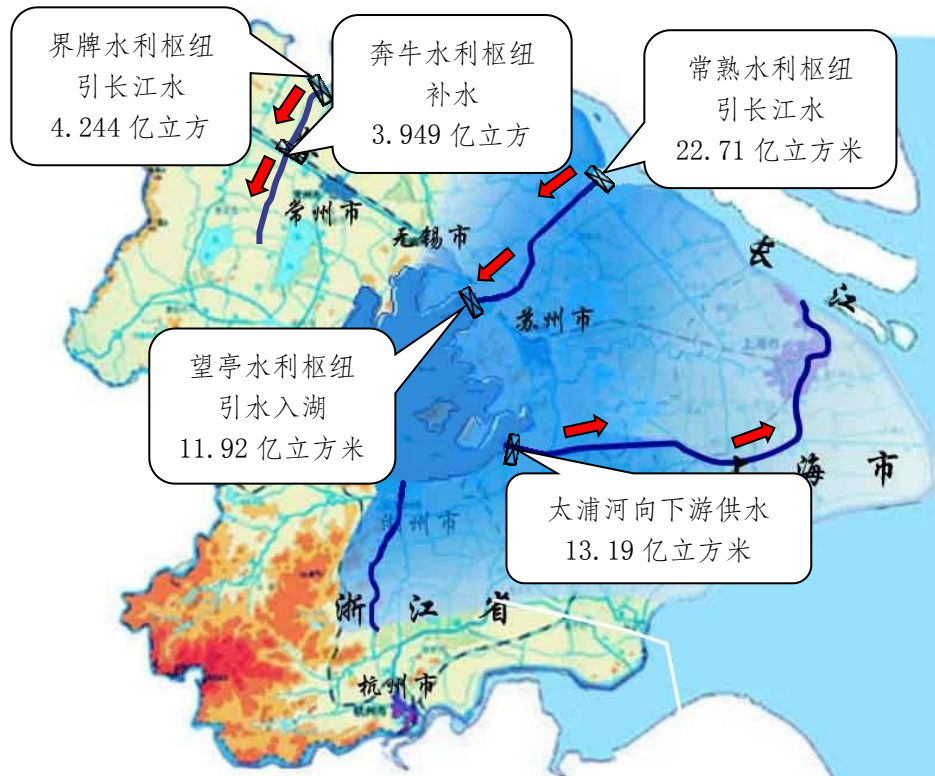 界牌水利枢纽
引长江水
4.244 亿立方
奔牛水利枢纽
补水
3.949 亿立方
常熟水利枢纽
引长江水
22.71 亿立方米
常州市
无锡市
长
江
苏州市
上海市
望亭水利枢纽
引水入湖
11.92 亿立方米
海 市
太浦河向下游供水
13.19 亿立方米
州市
浙 江 省
杭州市
杭州市